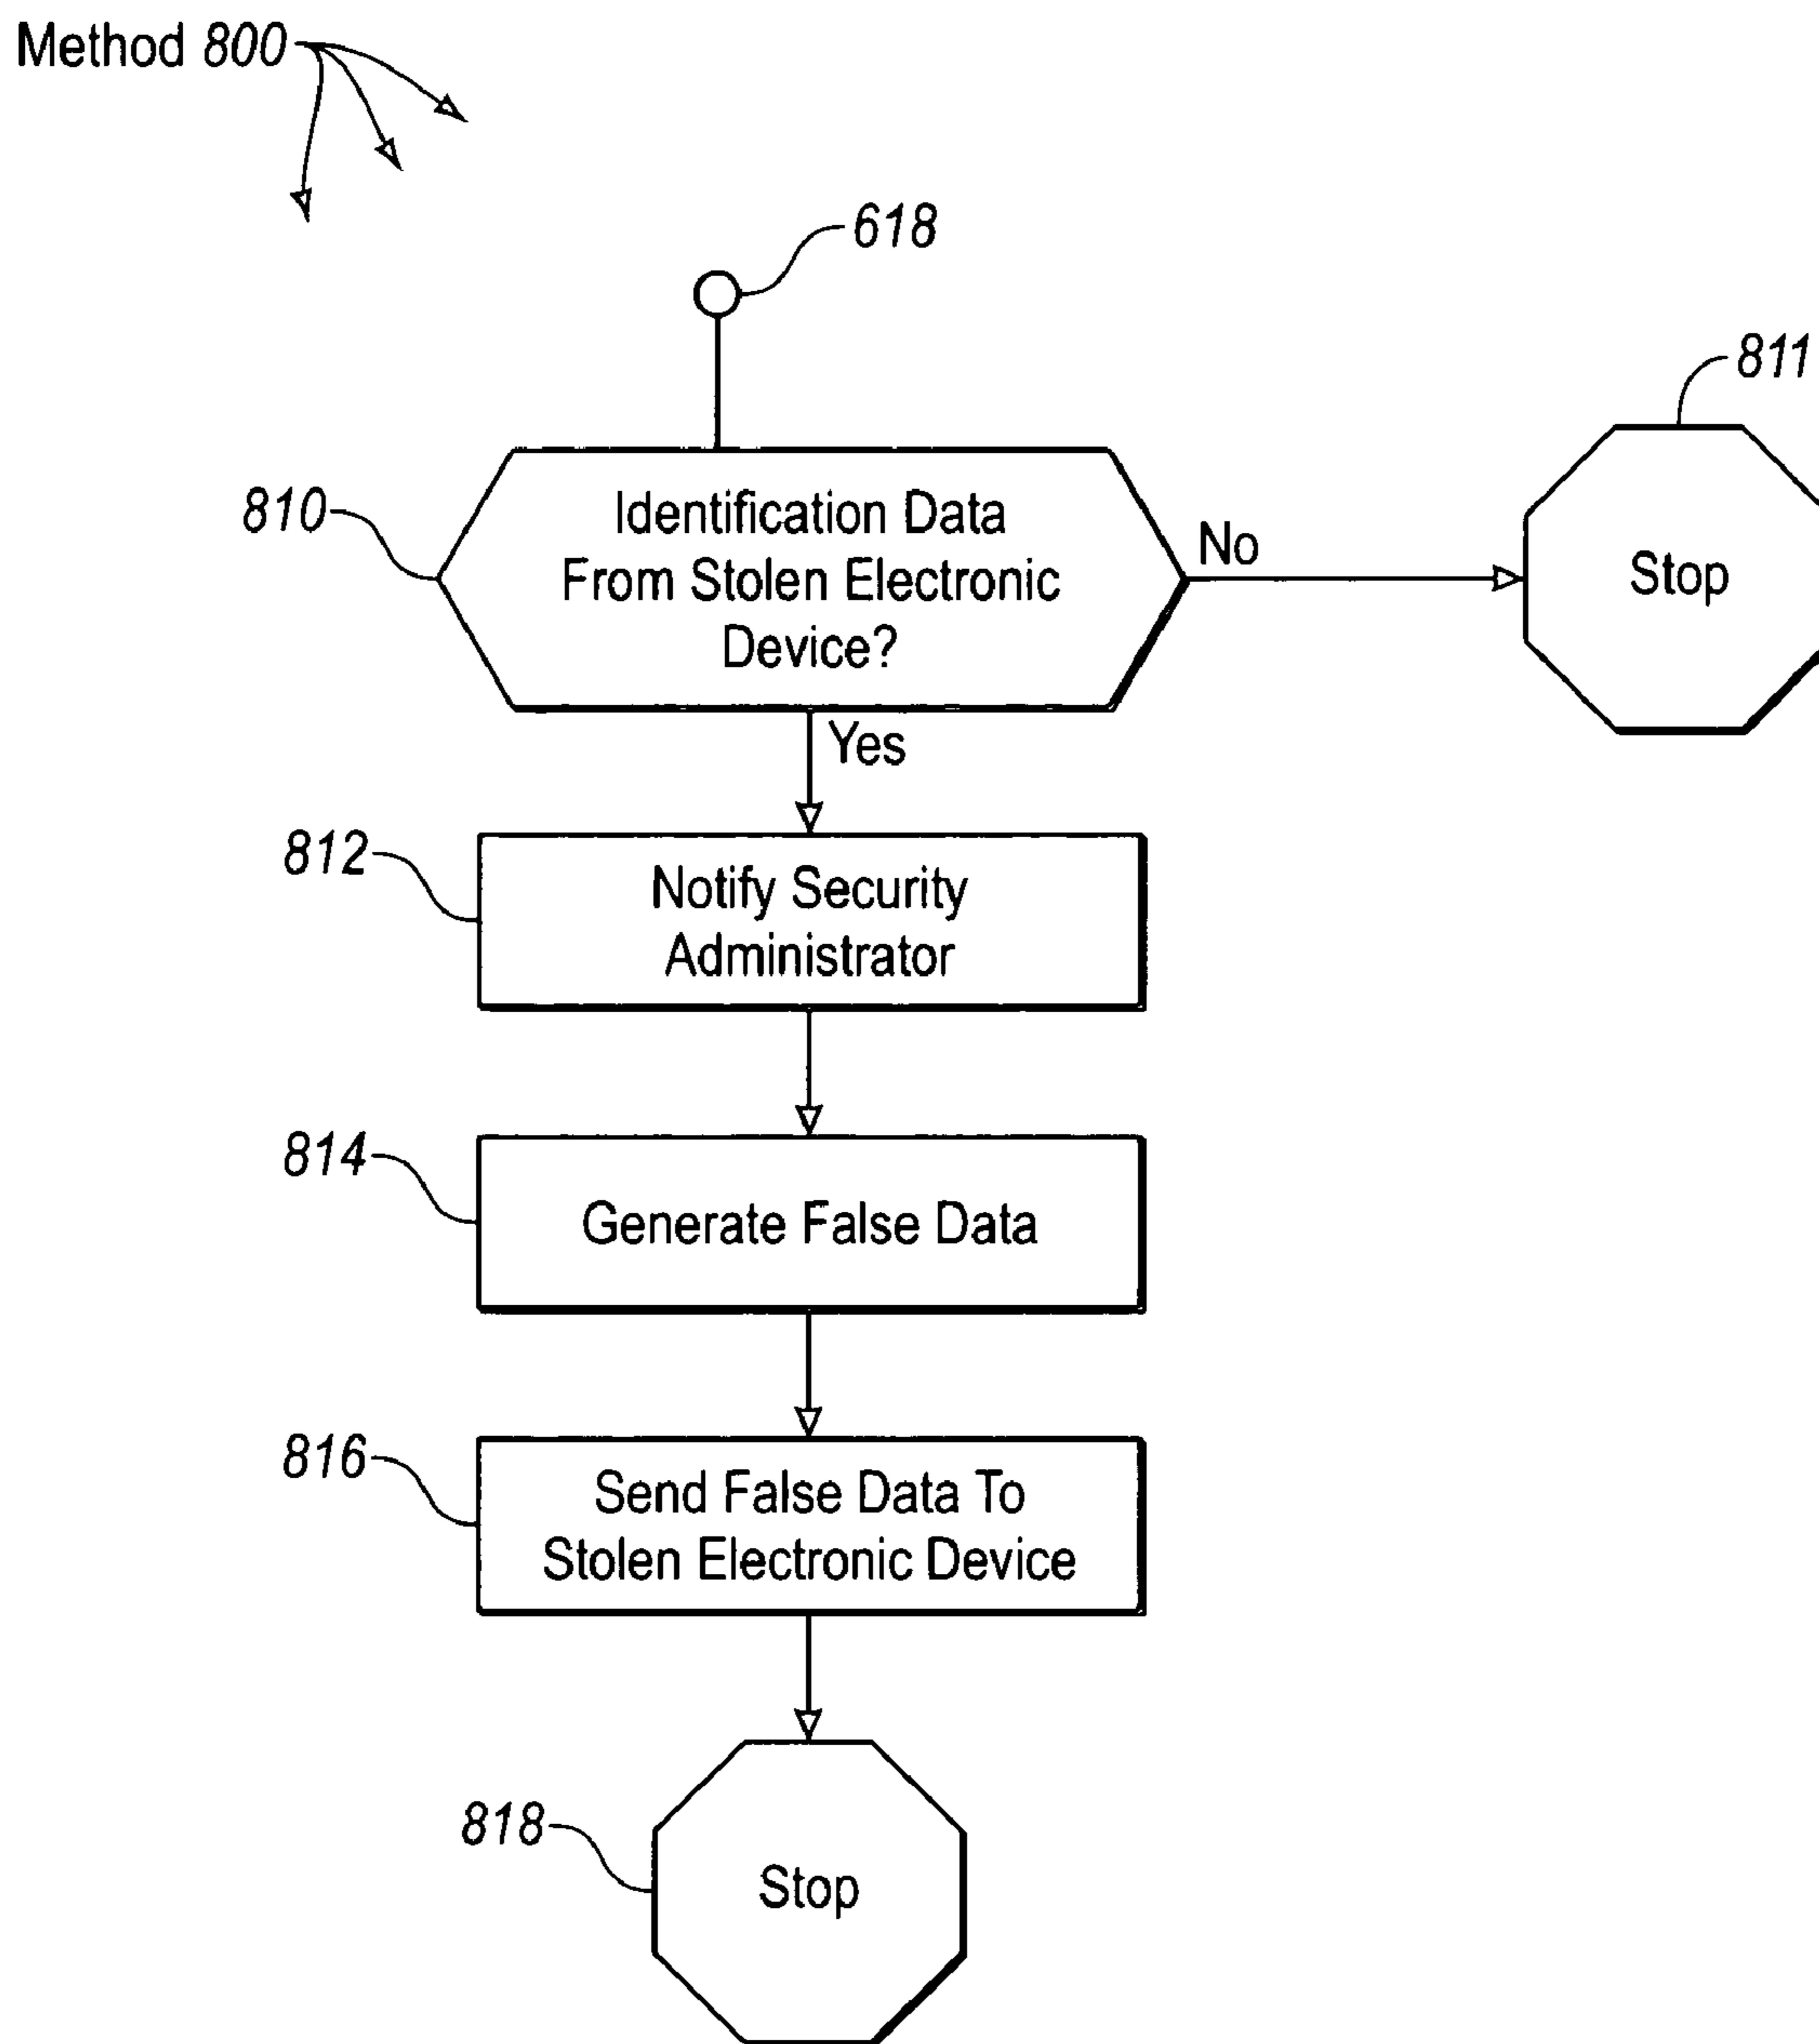 Method 800
618
811
810
Identification Data
From Stolen Electronic
Device?
No
Stop
Yes
812
Notify Security
Administrator
814
Generate False Data
816
Send False Data To
Stolen Electronic Device
818
Stop